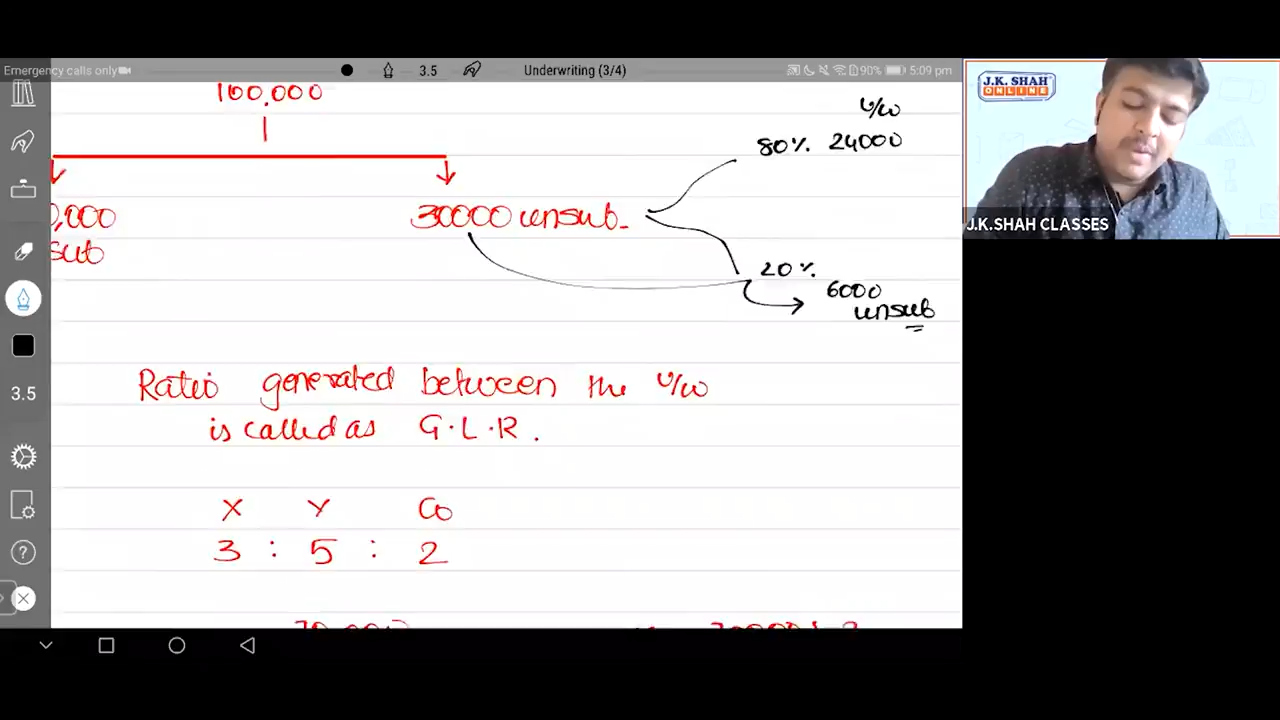 Emergency calls only
3.5
Underwriting (3/4)
90%
5:09 pm
J.K. SHAH
ONLINE
J.K.SHAH CLASSES
100,000
u/w
80%. 24000
0,000
sub
30000 unsub.
20%.
6000
unsub
3.5
Ratio generated between the u/w
is called as G.L.R.
X Y Co
3 : 5 : 2